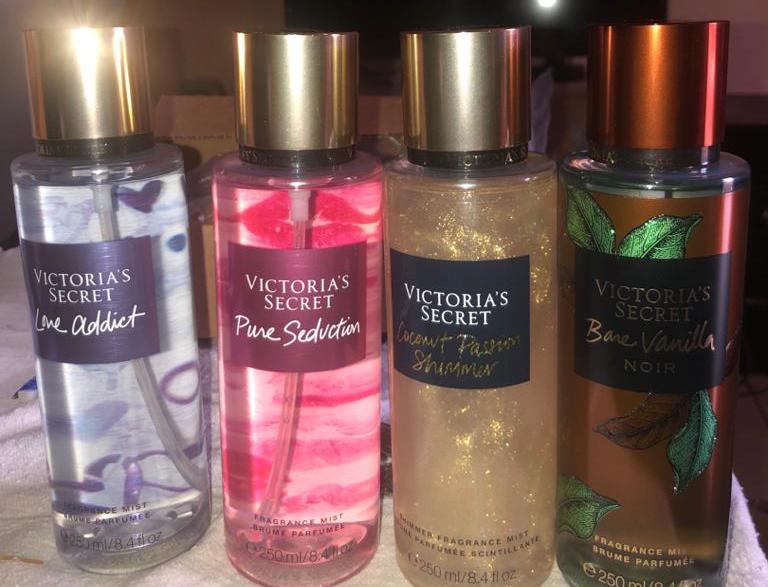 VICTORIA'S
SECRET
Love Addict
FRAGRANCE MIST
BRUME PARFUMÉE
e 250 ml/8.4 fl oz
VICTORIA'S
SECRET
Pure Seduction
FRAGRANCE MIST
BRUME PARFUMÉE
e 250 ml/8.4 fl oz
VICTORIA'S
SECRET
Coconut Passion
Shimmer
SHIMMER FRAGRANCE MIST
BRUME PARFUMÉE SCINTILLANTE
e 250 ml/8.4 fl oz
VICTORIA'S
SECRET
Bare Vanilla
NOIR
FRAGRANCE MIST
BRUME PARFUMÉE
e 250 ml/8.4 fl oz